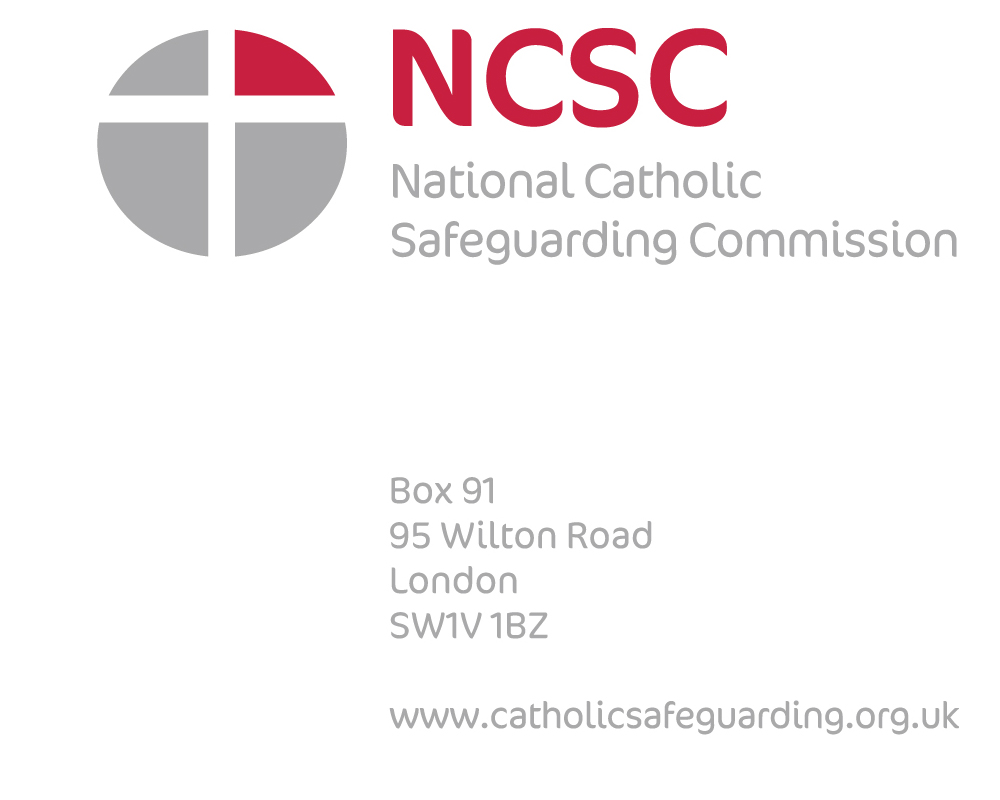 NCSC
National Catholic
Safeguarding Commission
Box 91
95 Wilton Road
London
SW1V 1BZ
www.catholicsafeguarding.org.uk